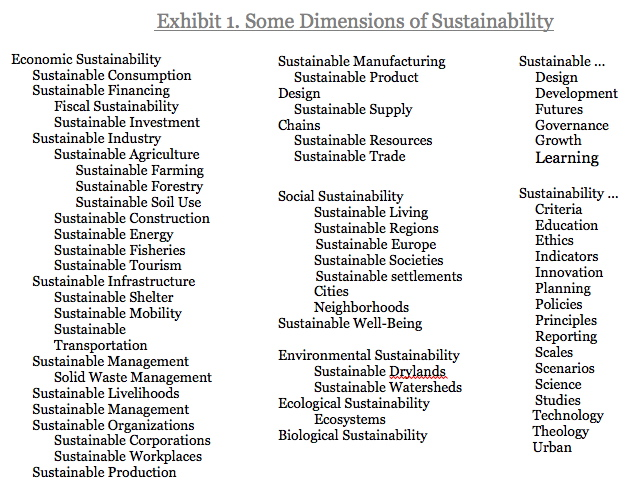 Exhibit 1. Some Dimensions of Sustainability
Economic Sustainability
Sustainable Consumption
Sustainable Financing
Fiscal Sustainability
Sustainable Investment
Sustainable Industry
Sustainable Agriculture
Sustainable Farming
Sustainable Forestry
Sustainable Soil Use
Sustainable Construction
Sustainable Energy
Sustainable Fisheries
Sustainable Tourism
Sustainable Infrastructure
Sustainable Shelter
Sustainable Mobility
Sustainable
Transportation
Sustainable Management
Solid Waste Management
Sustainable Livelihoods
Sustainable Management
Sustainable Organizations
Sustainable Corporations
Sustainable Workplaces
Sustainable Production
Sustainable Manufacturing
Sustainable Product
Design
Sustainable Supply
Chains
Sustainable Resources
Sustainable Trade
Social Sustainability
Sustainable Living
Sustainable Regions
Sustainable Europe
Sustainable Societies
Sustainable settlements
Cities
Neighborhoods
Sustainable Well-Being
Environmental Sustainability
Sustainable Drylands
Sustainable Watersheds
Ecological Sustainability
Ecosystems
Biological Sustainability
Sustainable ...
Design
Development
Futures
Governance
Growth
Learning
Sustainability ...
Criteria
Education
Ethics
Indicators
Innovation
Planning
Policies
Principles
Reporting
Scales
Scenarios
Science
Studies
Technology
Theology
Urban